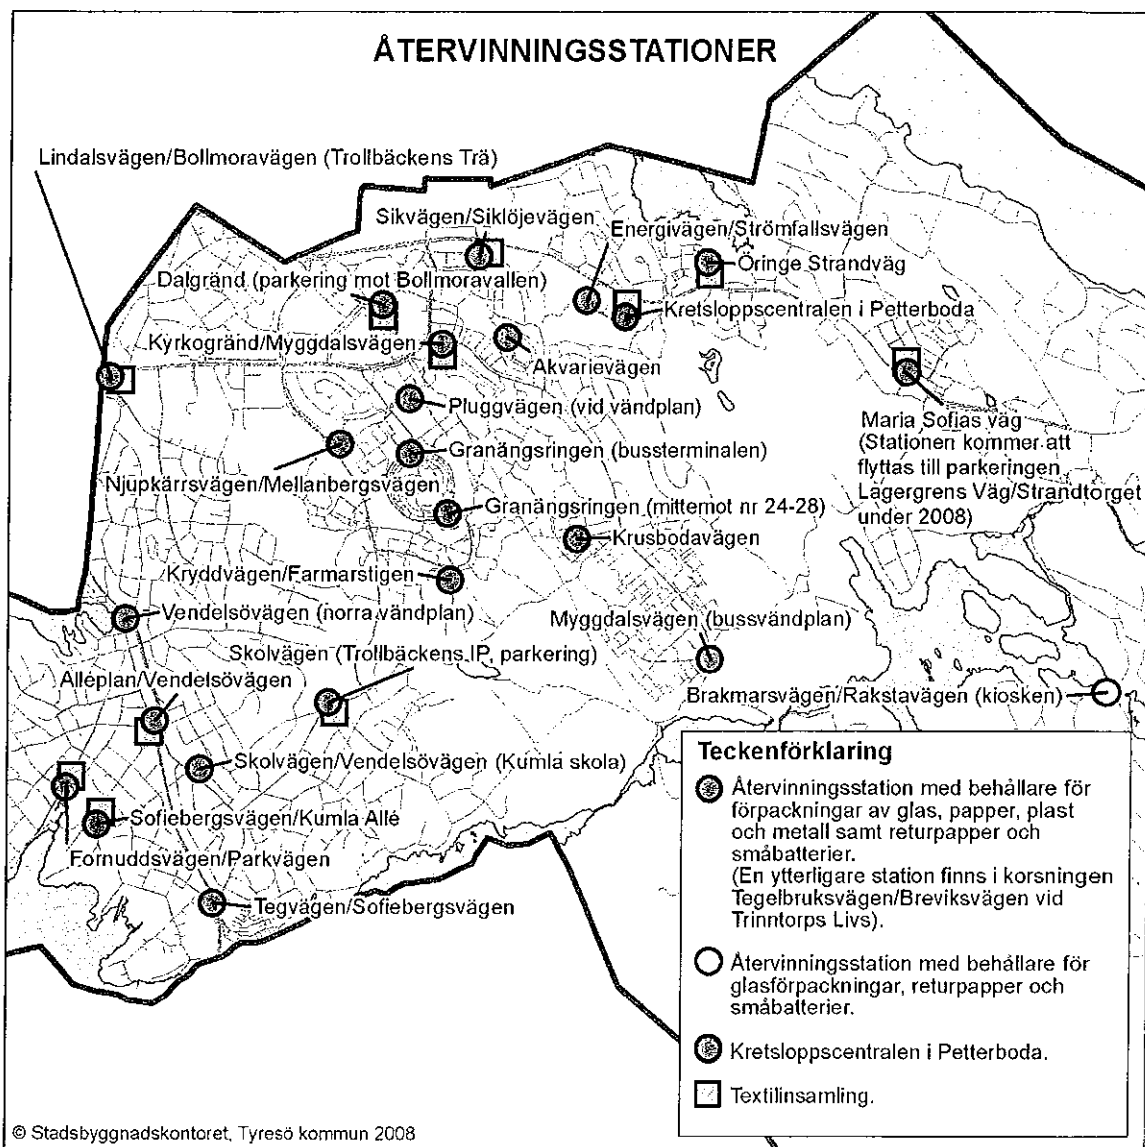 ÅTERVINNINGSSTATIONER
Lindalsvägen/Bollmoravägen (Trollbäckens Trä)
Sikvägen/Siklöjevägen
Energivägen/Strömfallsvägen
Öringe Strandväg
Dalgränd (parkering mot Bollmoravallen)
Kretsloppscentralen i Petterboda
Kyrkogränd/Myggdalsvägen
Akvarievägen
Pluggvägen (vid vändplan)
Maria Sofias väg
(Stationen kommer att
flyttas till parkeringen
Lagergrens Väg/Strandtorget
under 2008)
Granängsringen (bussterminalen)
Njupkärrsvägen/Mellanbergsvägen
Granängsringen (mittemot nr 24-28)
Krusbodavägen
Kryddvägen/Farmarstigen
Vendelsövägen (norra vändplan)
Myggdalsvägen (bussvändplan)
Skolvägen (Trollbäckens IP, parkering)
Alléplan/Vendelsövägen
Brakmarsvägen/Rakstavägen (kiosken)
Skolvägen/Vendelsövägen (Kumla skola)
Sofiebergsvägen/Kumla Allé
Fornuddsvägen/Parkvägen
Tegvägen/Sofiebergsvägen
Teckenförklaring
Återvinningsstation med behållare för
förpackningar av glas, papper, plast
och metall samt returpapper och
småbatterier.
(En ytterligare station finns i korsningen
Tegelbruksvägen/Breviksvägen vid
Trinntorps Livs).
Återvinningsstation med behållare för
glasförpackningar, returpapper och
småbatterier.
Kretsloppscentralen i Petterboda.
Textilinsamling.
© Stadsbyggnadskontoret, Tyresö kommun 2008